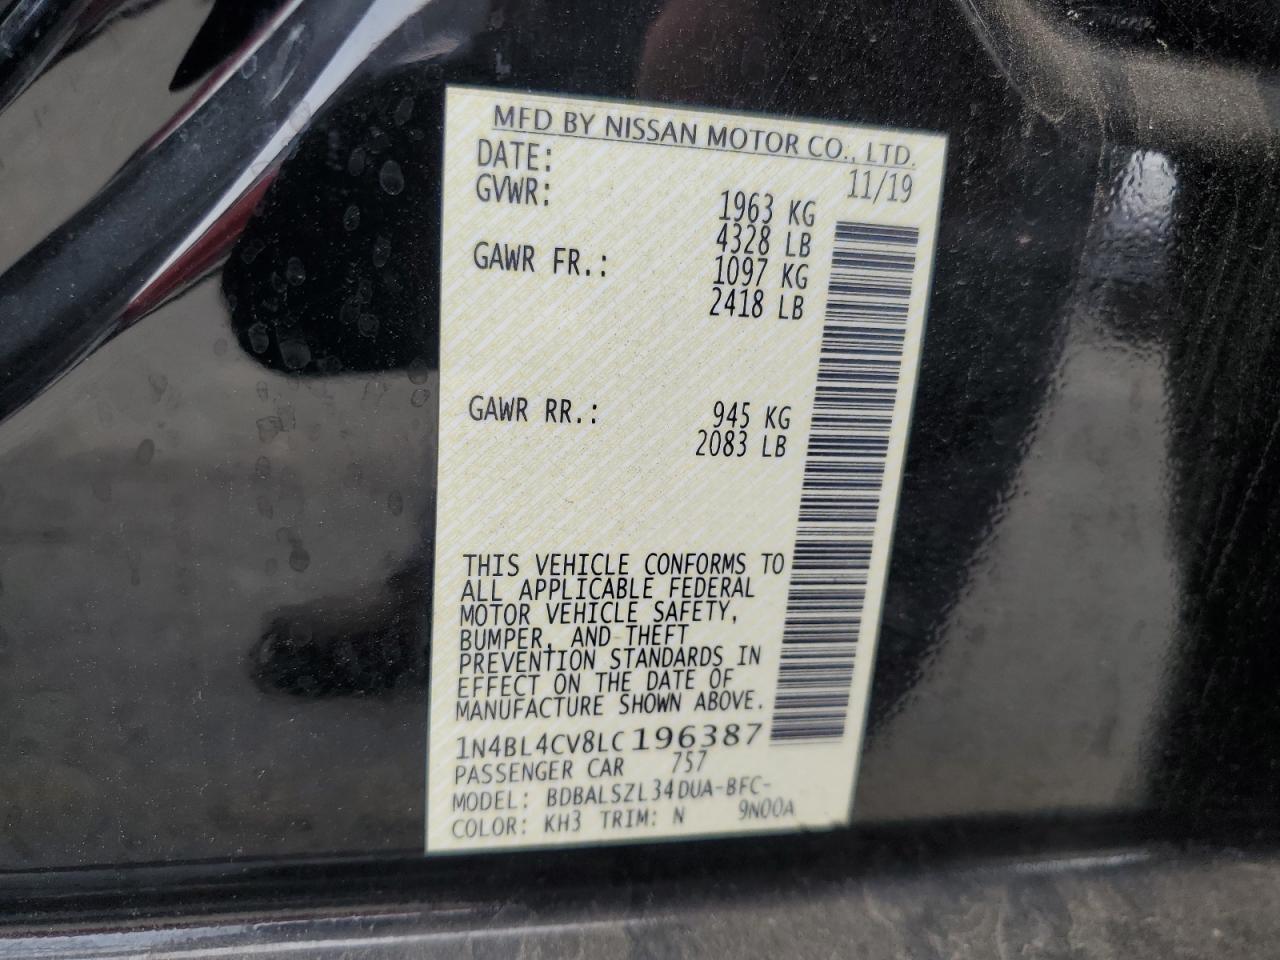 MFD BY NISSAN MOTOR CO., LTD.
DATE: 11/19
GVWR: 1963 KG
4328 LB
GAWR FR.: 1097 KG
2418 LB
GAWR RR.: 945 KG
2083 LB
THIS VEHICLE CONFORMS TO
ALL APPLICABLE FEDERAL
MOTOR VEHICLE SAFETY,
BUMPER, AND THEFT
PREVENTION STANDARDS IN
EFFECT ON THE DATE OF
MANUFACTURE SHOWN ABOVE.
1N4BL4CV8LC196387
PASSENGER CAR 757
MODEL: BDBALSZL34DUA-BFC-
COLOR: KH3 TRIM: N 9N00A